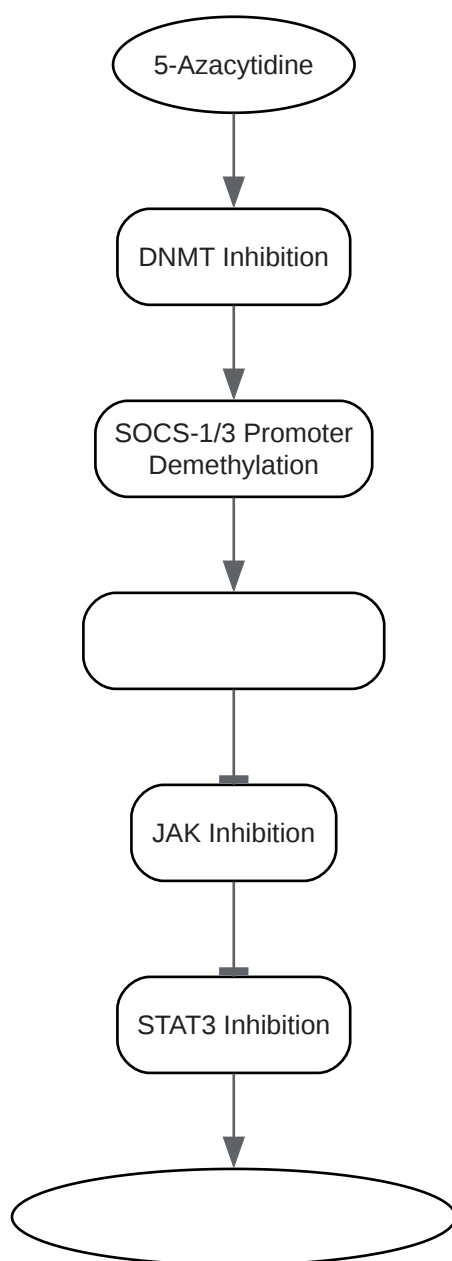 5-Azacytidine
DNMT Inhibition
SOCS-1/3 Promoter
Demethylation
JAK Inhibition
STAT3 Inhibition